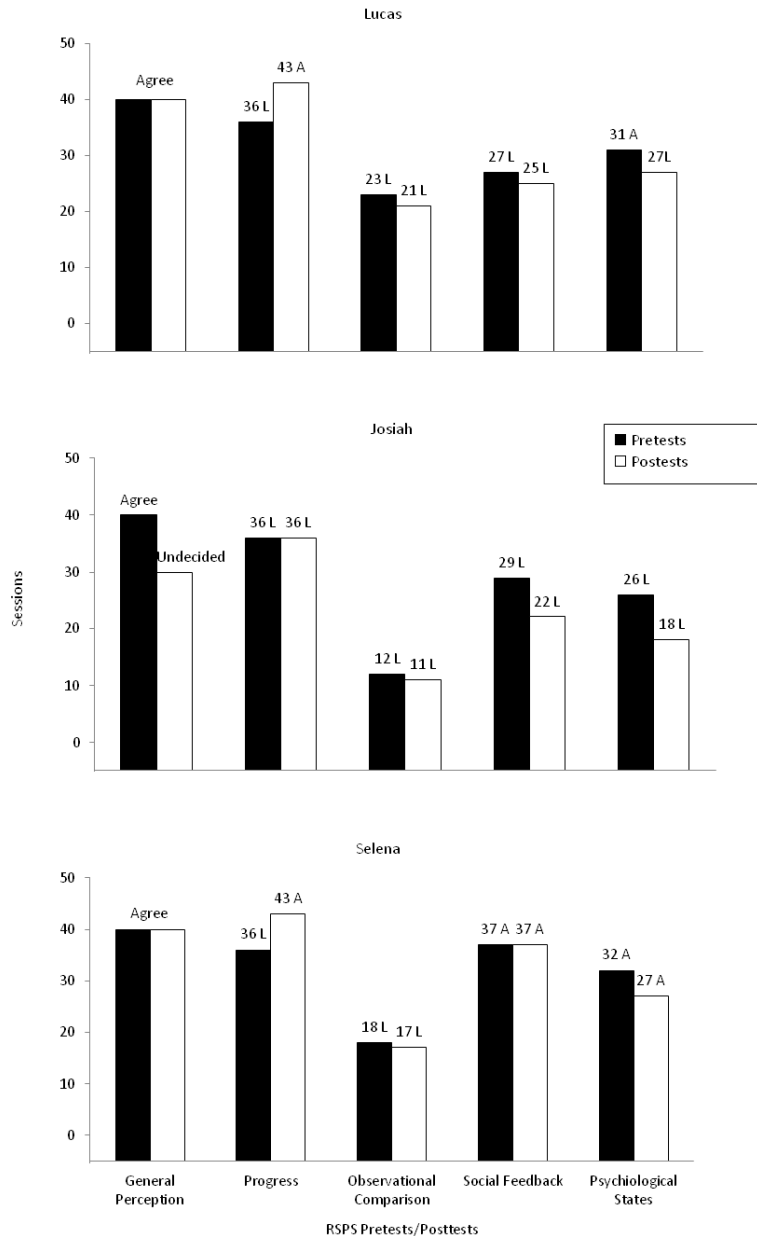 Lucas
50
40
30
20
10
0
Agree
36 L
43 A
23 L
21 L
27 L
25 L
31 A
27L
Josiah
Pretests
Postests
50
40
30
20
10
0
Sessions
Agree
Undecided
36 L
36 L
12 L
11 L
29 L
22 L
26 L
18 L
Selena
50
40
30
20
10
0
Agree
36 L
43 A
18 L
17 L
37 A
37 A
32 A
27 A
General
Perception
Progress
Observational
Comparison
Social Feedback
Psychiological
States
RSPS Pretests/Posttests